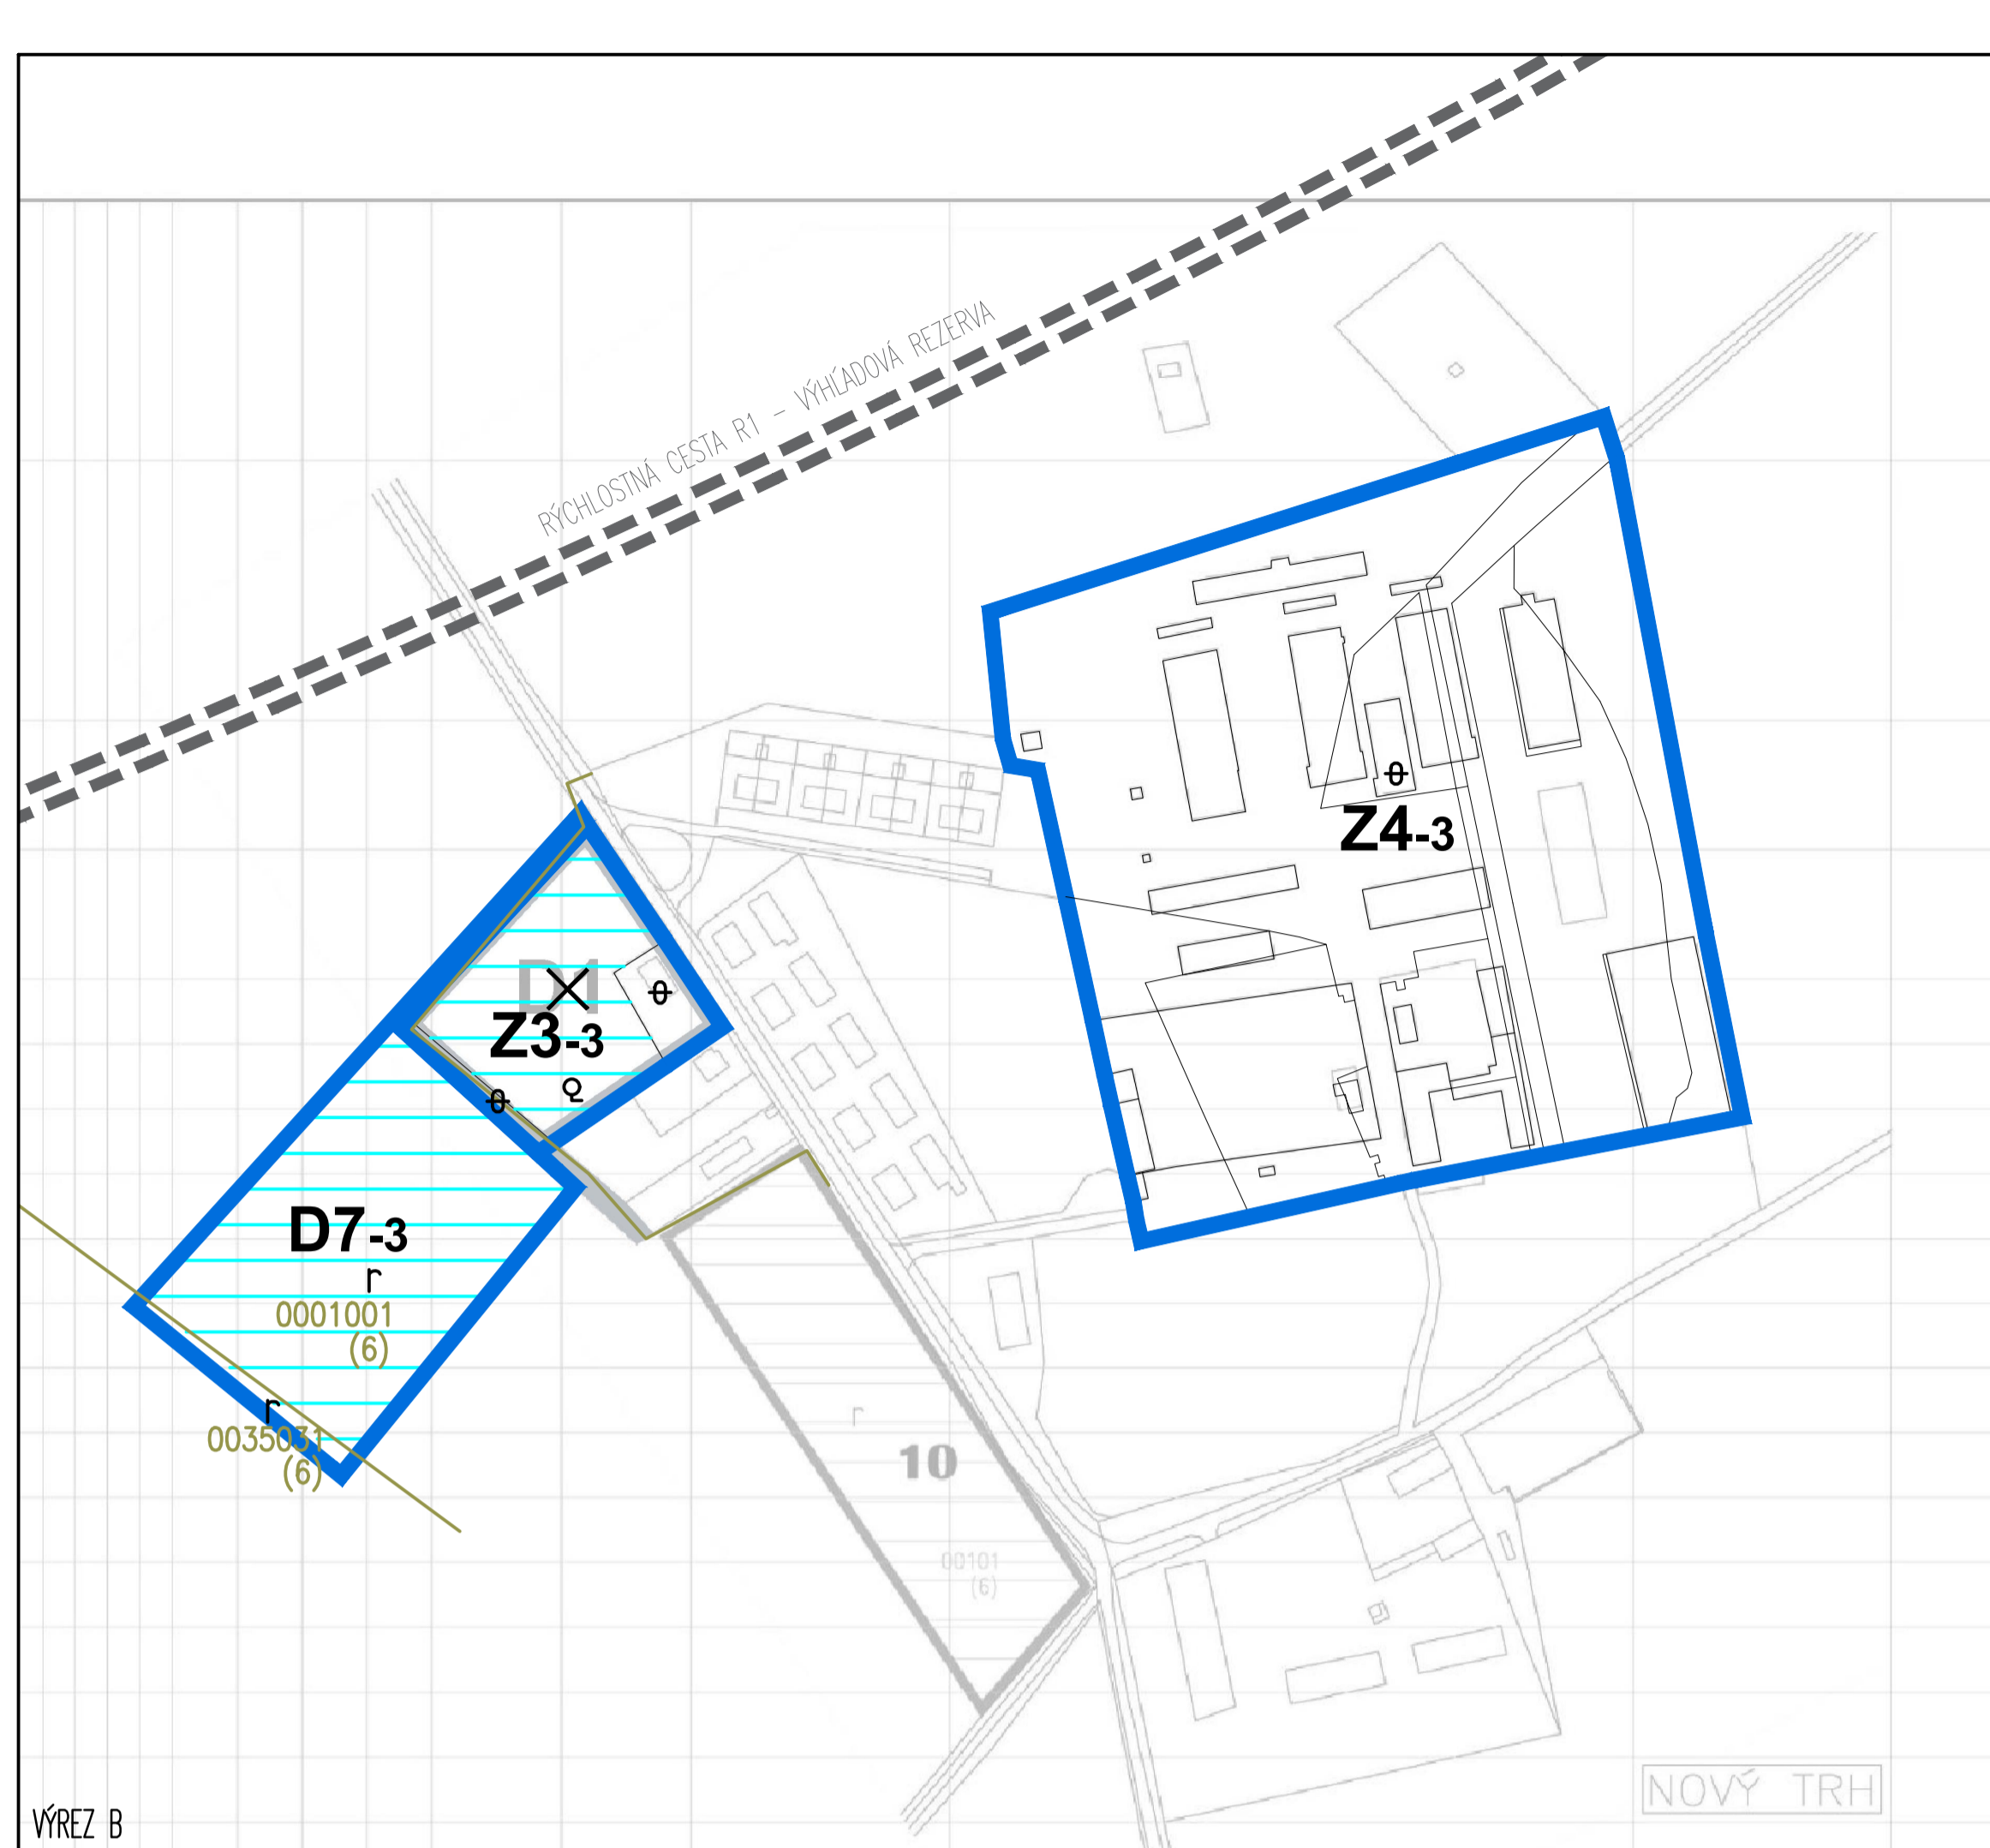 RÝCHLOSTNÁ CESTA R1 – VÝHĽADOVÁ REZERVA
Z4-3
D1
Z3-3
D7-3
r
0001001
(6)
r
0035031
(6)
r
10
00101
(6)
NOVÝ TRH
VÝREZ B